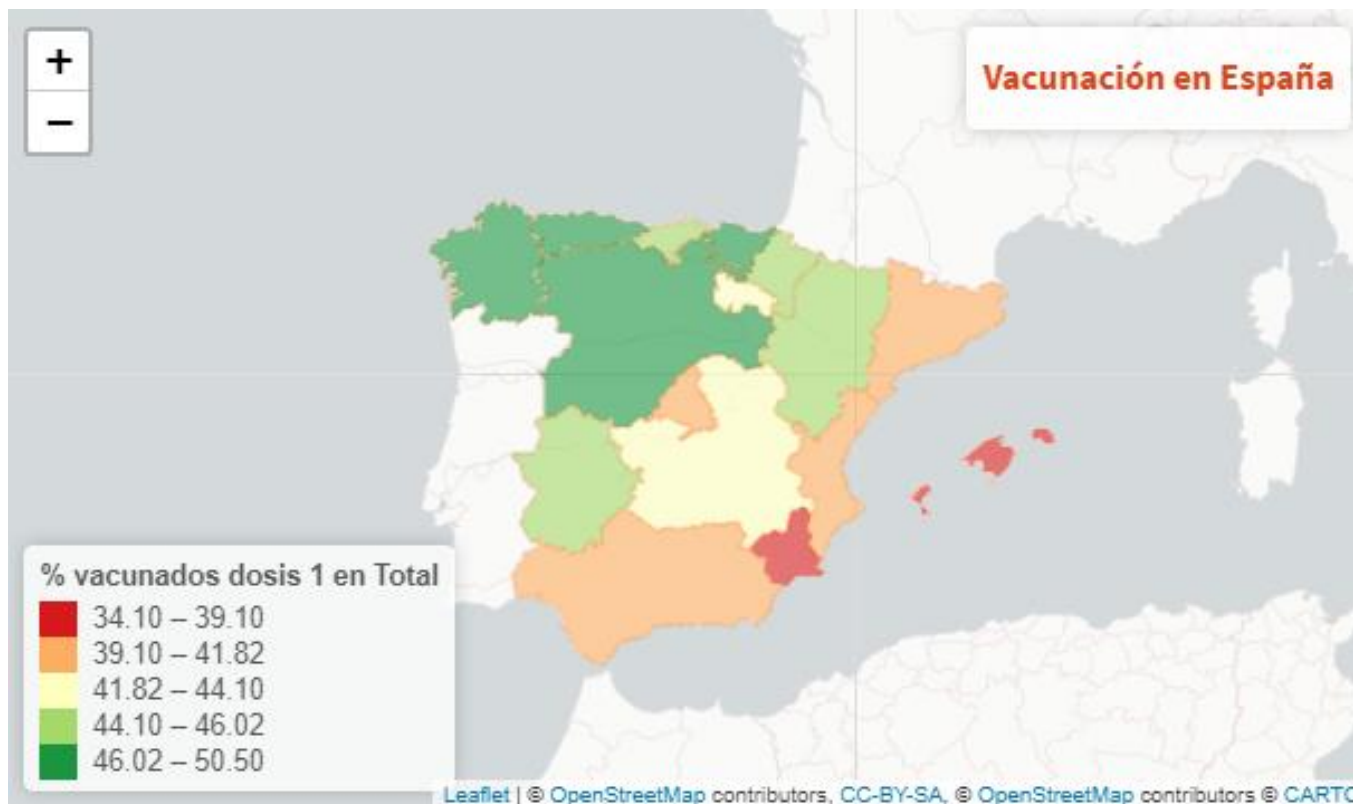 +
−
Vacunación en España
% vacunados dosis 1 en Total
34.10 – 39.10
39.10 – 41.82
41.82 – 44.10
44.10 – 46.02
46.02 – 50.50
Leaflet | © OpenStreetMap contributors, CC-BY-SA, © OpenStreetMap contributors © CARTO